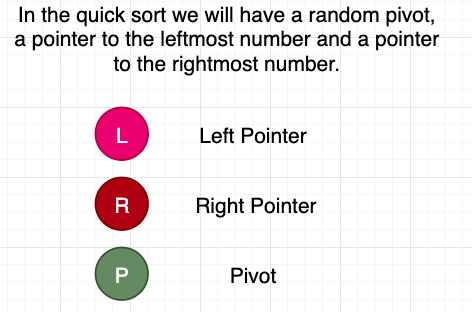 In the quick sort we will have a random pivot,
a pointer to the leftmost number and a pointer
to the rightmost number.
L Left Pointer
R Right Pointer
P Pivot